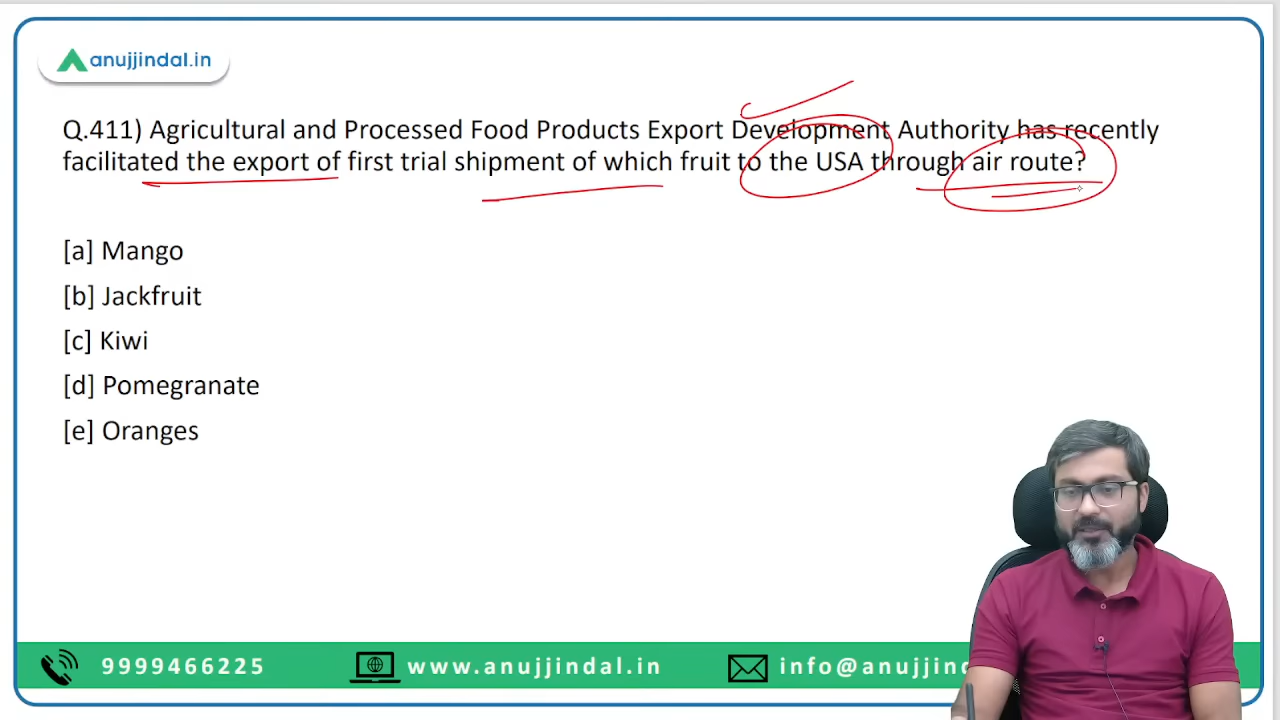 anujjindal.in
Q.411) Agricultural and Processed Food Products Export Development Authority has recently
facilitated the export of first trial shipment of which fruit to the USA through air route?
[a] Mango
[b] Jackfruit
[c] Kiwi
[d] Pomegranate
[e] Oranges
9999466225 www.anujjindal.in